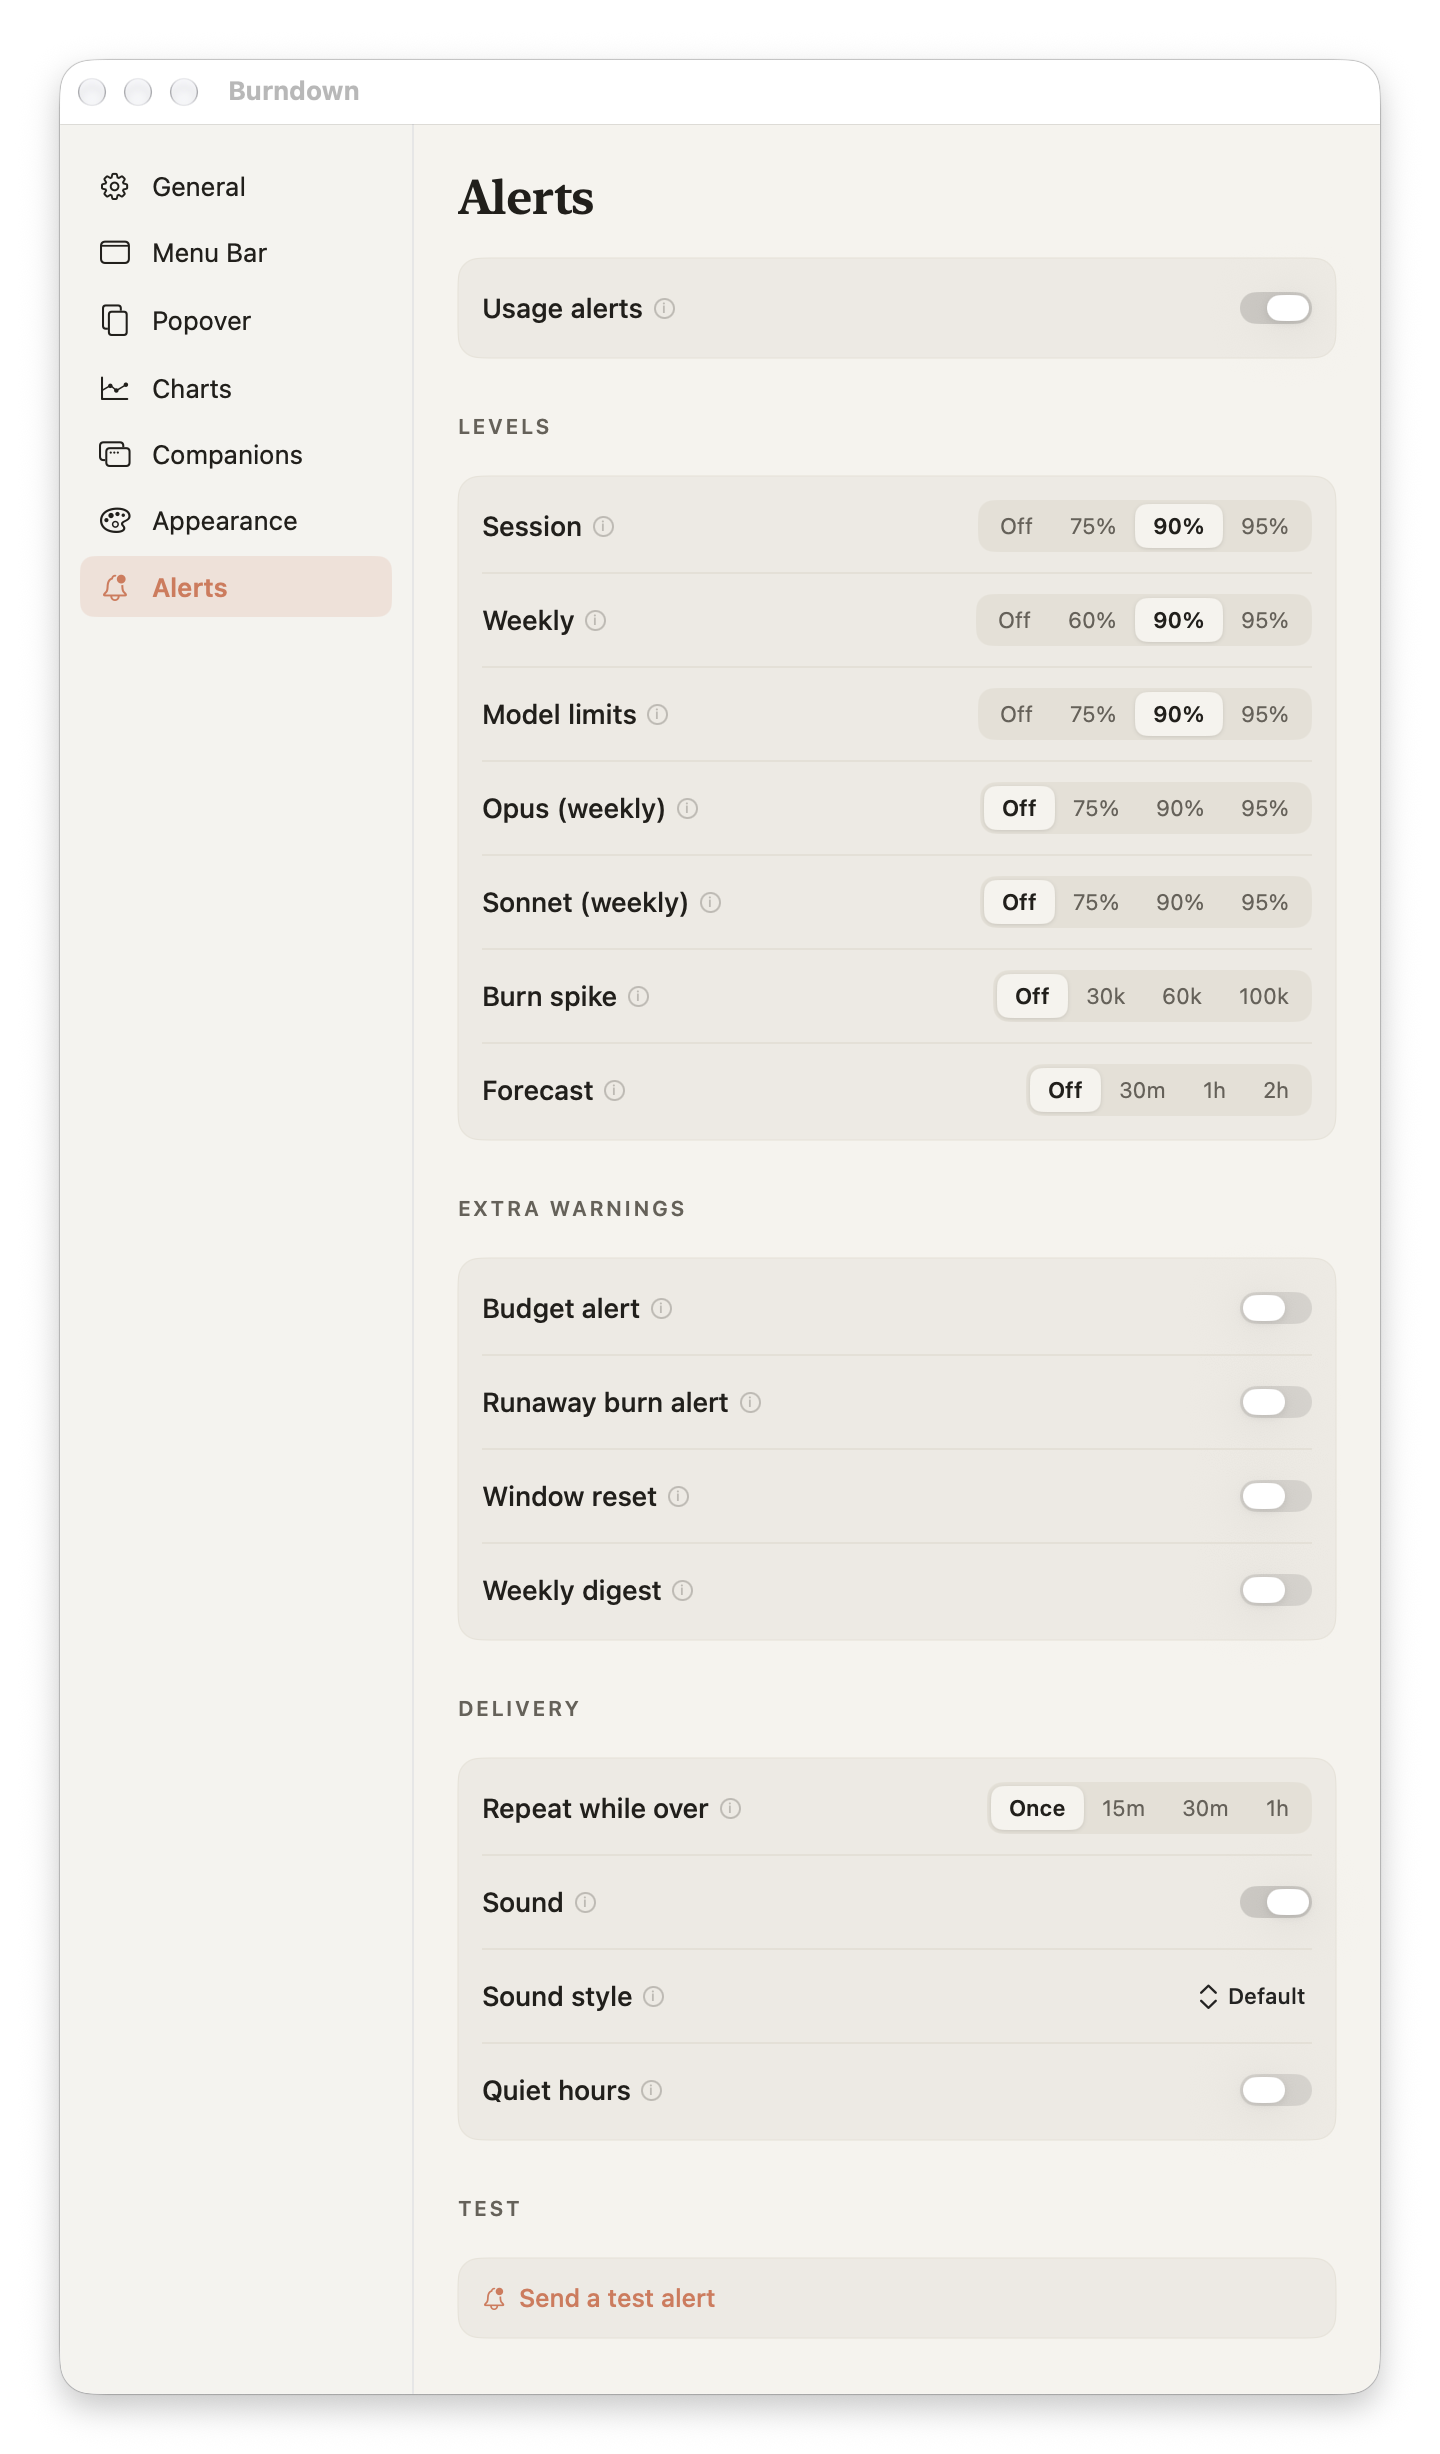 Burndown
General
Menu Bar
Popover
Charts
Companions
Appearance
Alerts
Alerts
Usage alerts
LEVELS
Session Off 75% 90% 95%
Weekly Off 60% 90% 95%
Model limits Off 75% 90% 95%
Opus (weekly) Off 75% 90% 95%
Sonnet (weekly) Off 75% 90% 95%
Burn spike Off 30k 60k 100k
Forecast Off 30m 1h 2h
EXTRA WARNINGS
Budget alert
Runaway burn alert
Window reset
Weekly digest
DELIVERY
Repeat while over Once 15m 30m 1h
Sound
Sound style Default
Quiet hours
TEST
Send a test alert